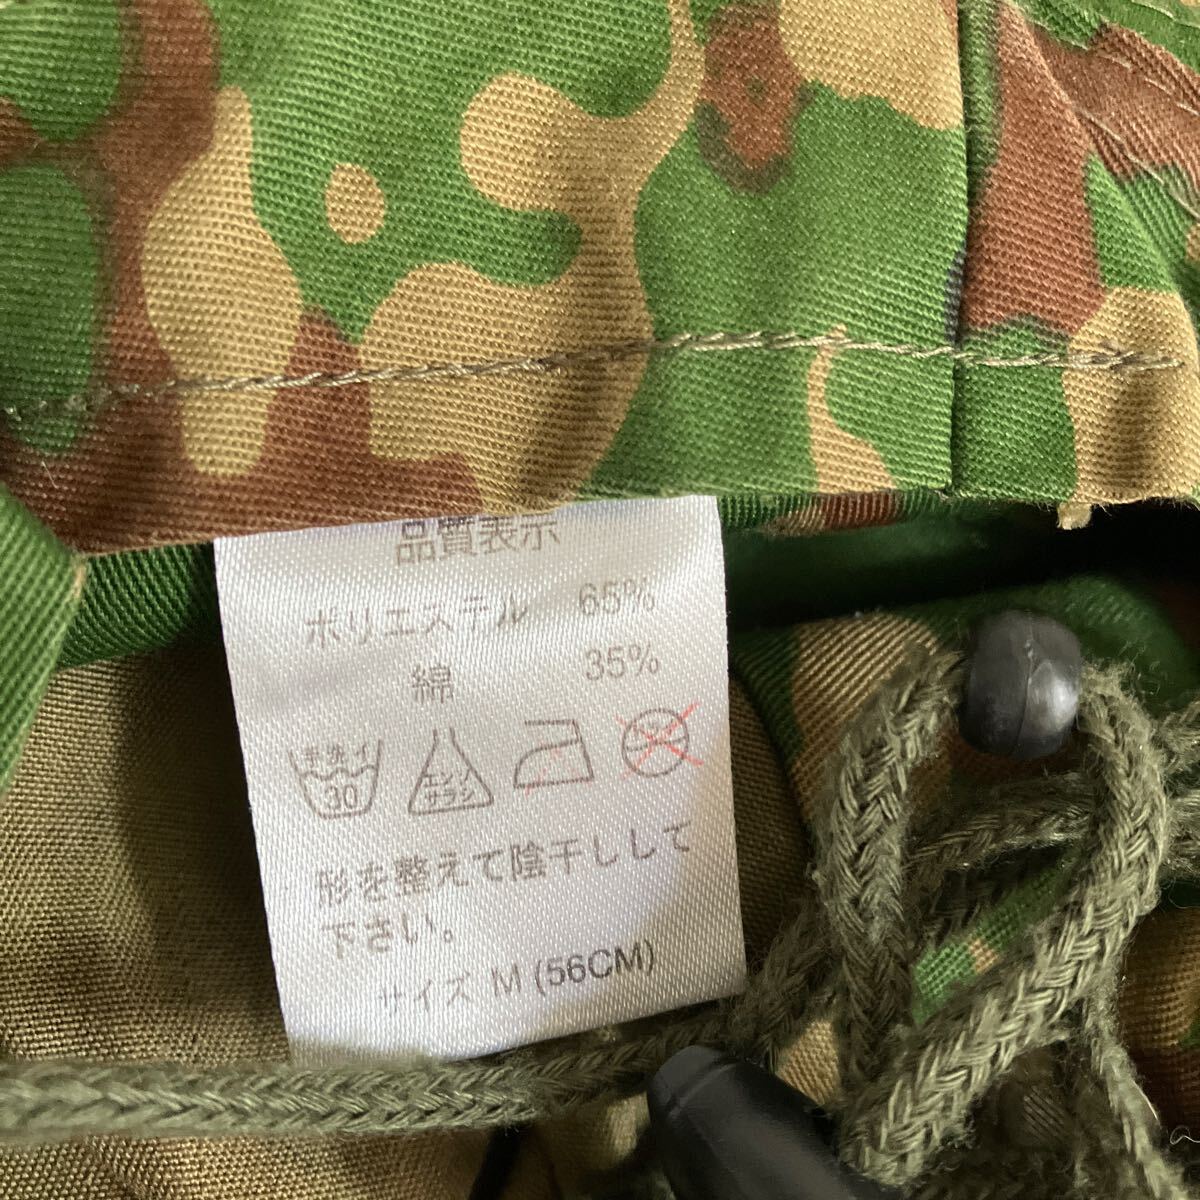 品質表示
ポリエステル 65%
綿 35%
手洗イ 30
エンソサラシ
形を整えて陰干しして
下さい。
サイズ M (56CM)